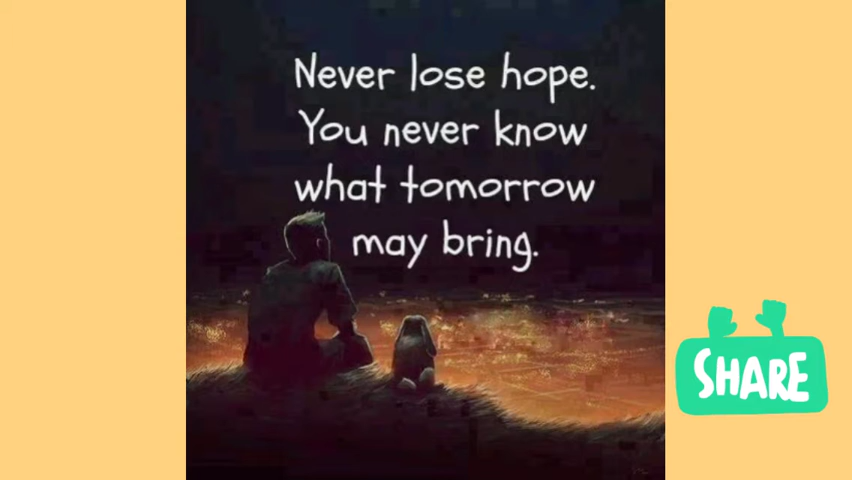 Never lose hope.
You never know
what tomorrow
may bring.
SHARE